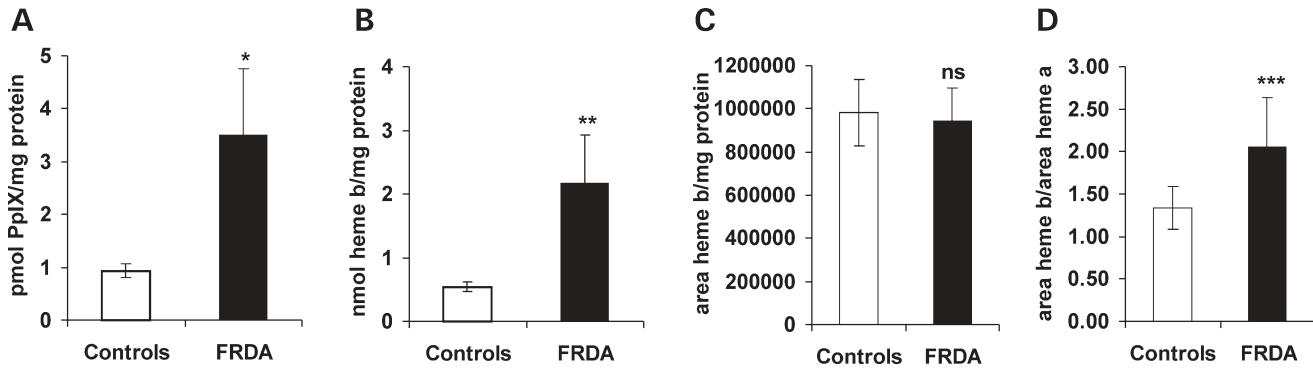 A
pmol PpIX/mg protein
5
4
3
2
1
0
*
Controls FRDA
B
nmol heme b/mg protein
4
3
2
1
0
**
Controls FRDA
C
area heme b/mg protein
1200000
1000000
800000
600000
400000
200000
0
ns
Controls FRDA
D
area heme b/area heme a
3.00
2.50
2.00
1.50
1.00
0.50
0.00
***
Controls FRDA